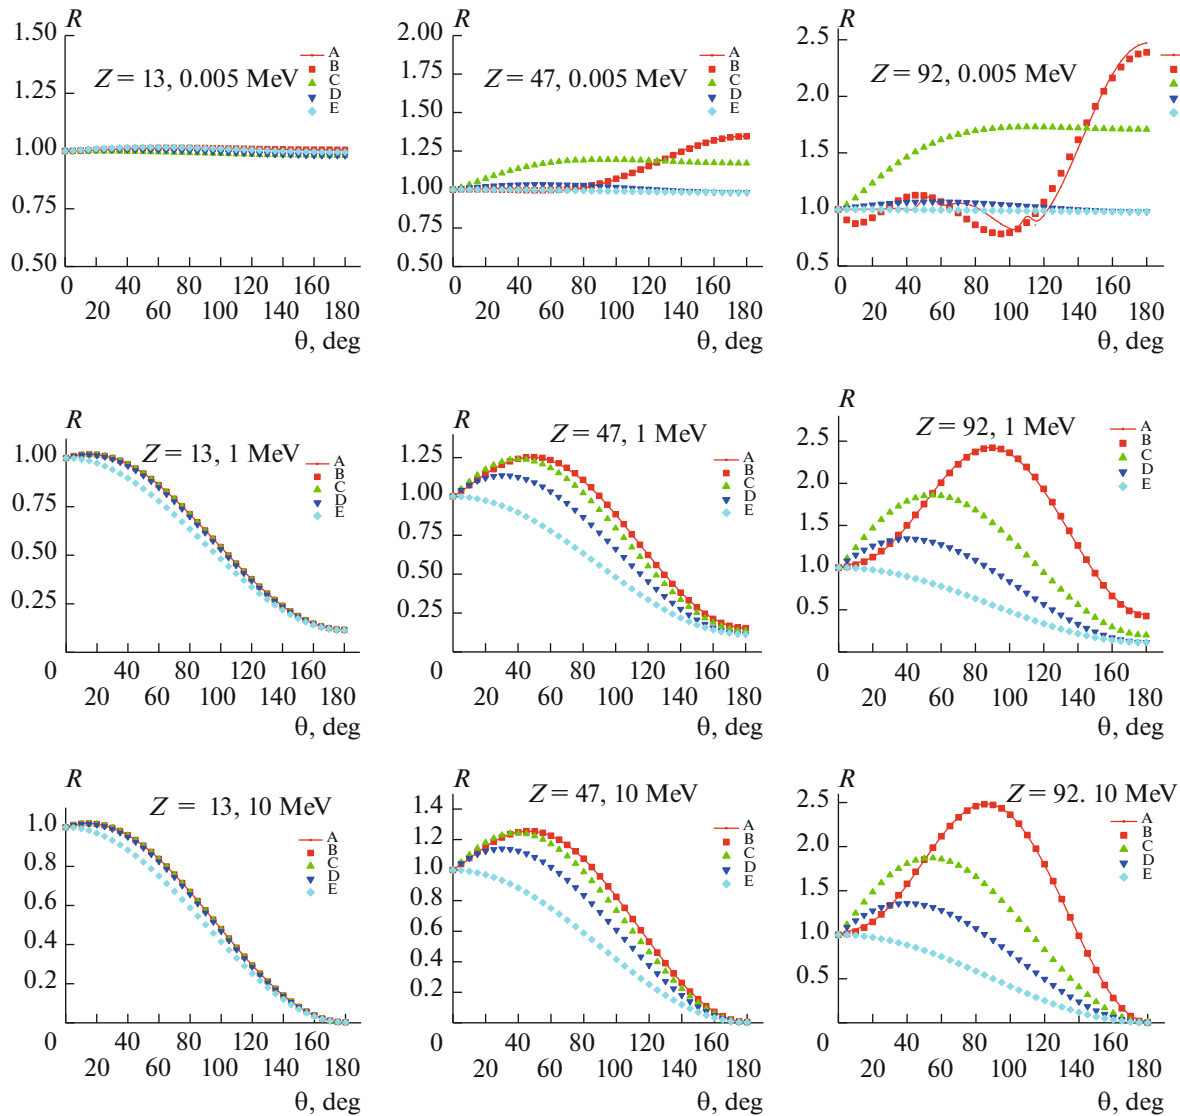 R
1.50
1.25
1.00
0.75
0.50
Z = 13, 0.005 MeV
A
B
C
D
E
0 40 80 120 160
20 60 100 140 180
θ, deg
R
2.00
1.75
1.50
1.25
1.00
0.75
0.50
Z = 47, 0.005 MeV
A
B
C
D
E
0 40 80 120 160
20 60 100 140 180
θ, deg
R
2.5
2.0
1.5
1.0
0.5
Z = 92, 0.005 MeV
0 40 80 120 160
20 60 100 140 180
θ, deg
R
1.00
0.75
0.50
0.25
Z = 13, 1 MeV
A
B
C
D
E
0 40 80 120 160
20 60 100 140 180
θ, deg
R
1.25
1.00
0.75
0.50
0.25
Z = 47, 1 MeV
A
B
C
D
E
0 40 80 120 160
20 60 100 140 180
θ, deg
R
2.5
2.0
1.5
1.0
0.5
Z = 92, 1 MeV
A
B
C
D
E
0 40 80 120 160
20 60 100 140 180
θ, deg
R
1.0
0.8
0.6
0.4
0.2
Z = 13, 10 MeV
A
B
C
D
E
0 40 80 120 160
20 60 100 140 180
θ, deg
R
1.4
1.2
1.0
0.8
0.6
0.4
0.2
Z = 47, 10 MeV
A
B
C
D
E
0 40 80 120 160
20 60 100 140 180
θ, deg
R
2.5
2.0
1.5
1.0
0.5
Z = 92. 10 MeV
A
B
C
D
E
0 40 80 120 160
20 60 100 140 180
θ, deg